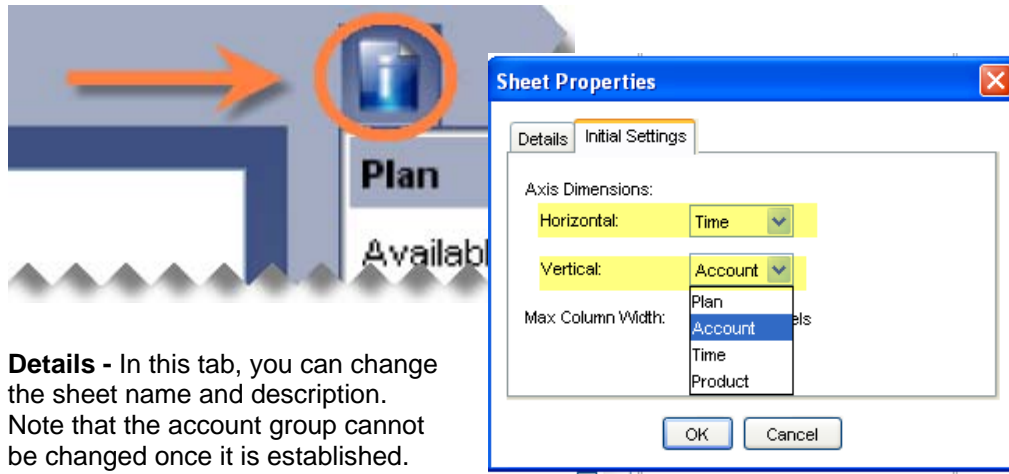 Plan
Availabl
Sheet Properties
Details
Initial Settings
Axis Dimensions:
Horizontal:
Time
Vertical:
Account
Plan
Account
Time
Product
Max Column Width:
els
OK
Cancel
Details - In this tab, you can change
the sheet name and description.
Note that the account group cannot
be changed once it is established.